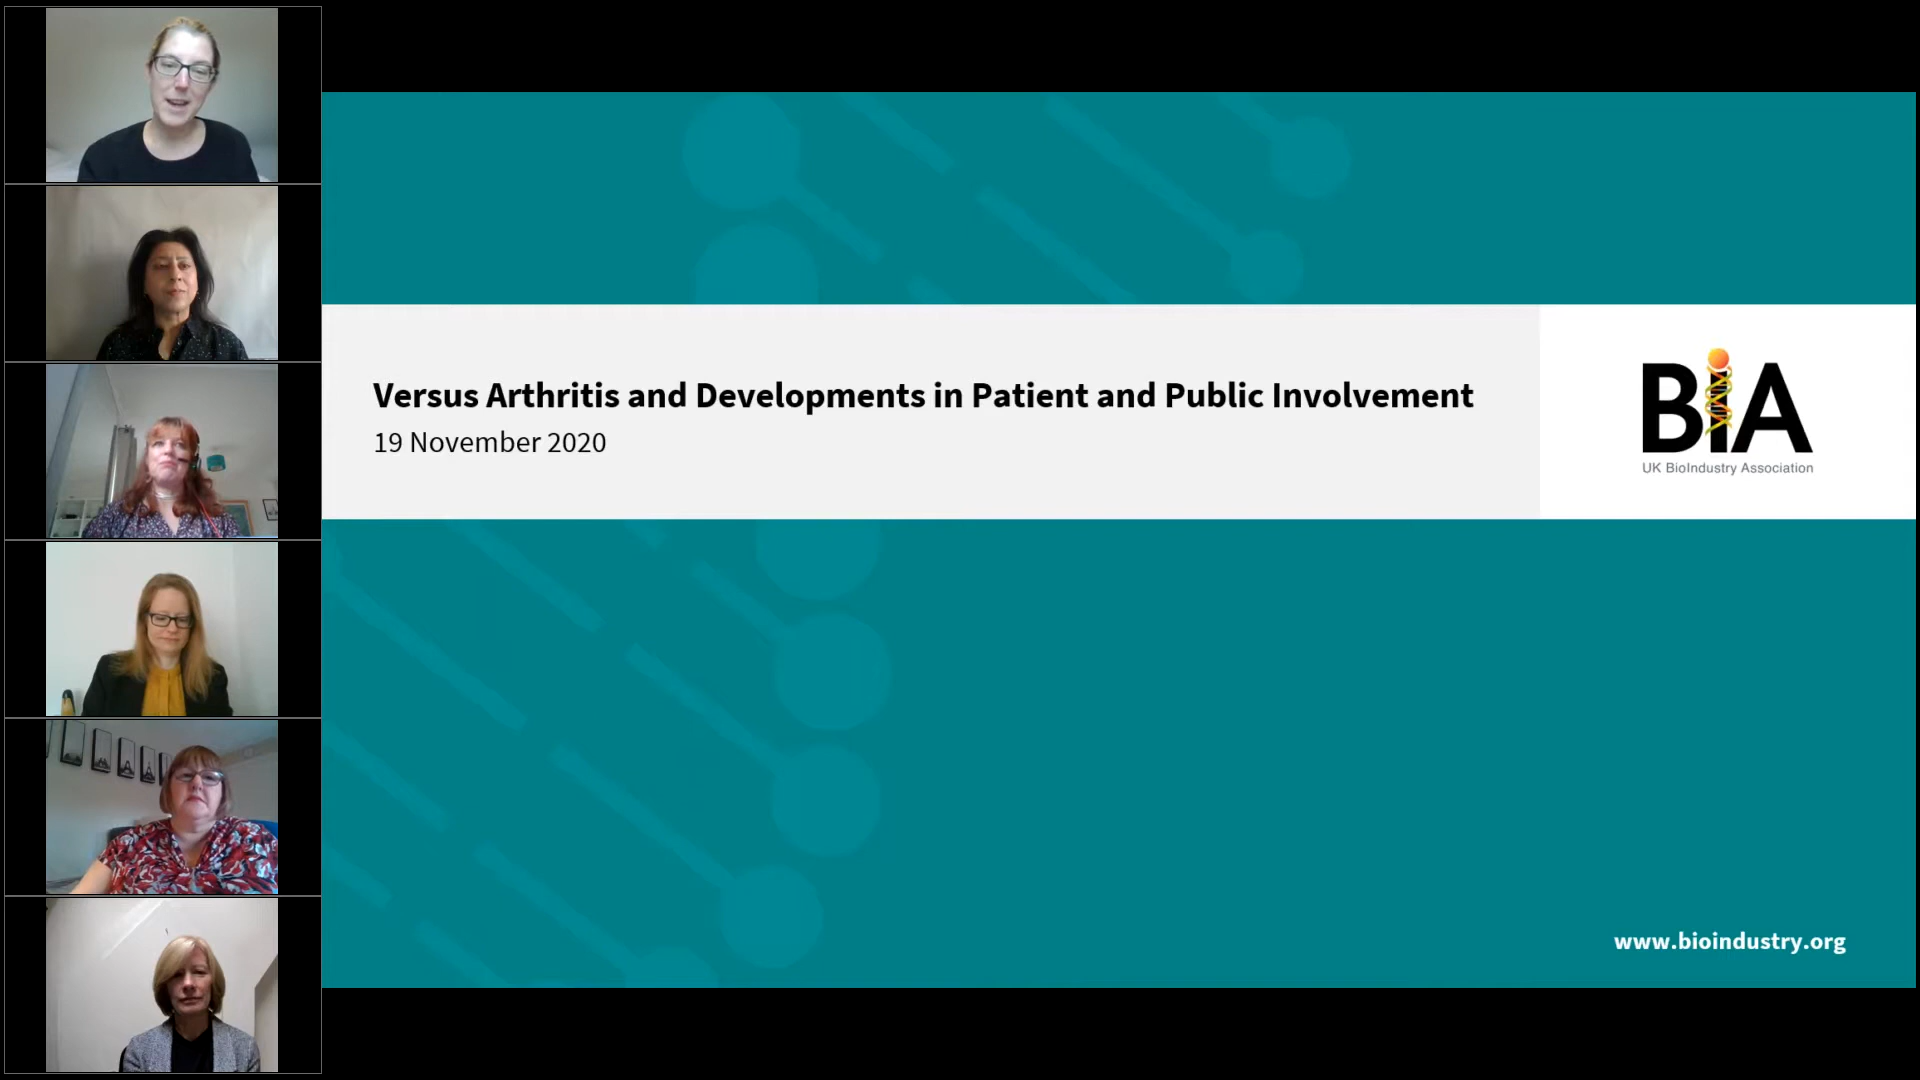 Versus Arthritis and Developments in Patient and Public Involvement
19 November 2020
BIA
UK BioIndustry Association
www.bioindustry.org